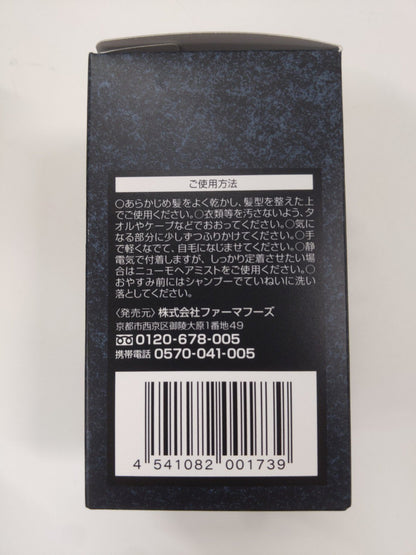 ご使用方法
○あらかじめ髪をよく乾かし、髪型を整えた上
でご使用ください。○衣類等を汚さないよう、タ
オルやケープなどでおおってください。○気に
なる部分に少しずつふりかけてください。○手
で軽くなでて、自毛になじませてください。○静
電気で付着しますが、しっかり定着させたい場
合はニューモヘアミストをご使用ください。○
おやすみ前にはシャンプーでていねいに洗い
落としてください。
〈発売元〉株式会社ファーマフーズ
京都市西京区御陵大原1番地49
0120-678-005
携帯電話 0570-041-005
4 541082 001739